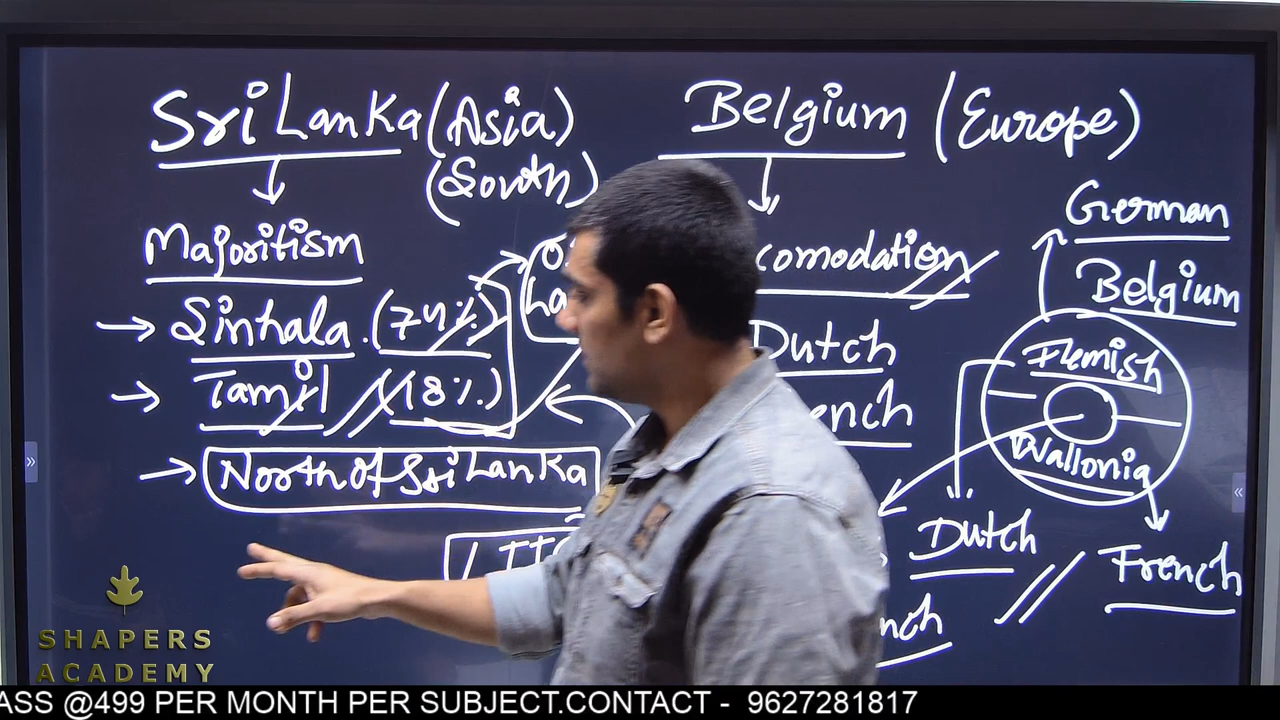 Sri Lanka (Asia)
(South)
Majoritism
Sinhala. (74%)
Tamil (18%)
North of Sri Lanka
Belgium (Europe)
comodation
Dutch
ench
German
Belgium
Flemish
Wallonia
Dutch
French
nch
SHAPERS
ACADEMY
ASS @499 PER MONTH PER SUBJECT.CONTACT - 9627281817